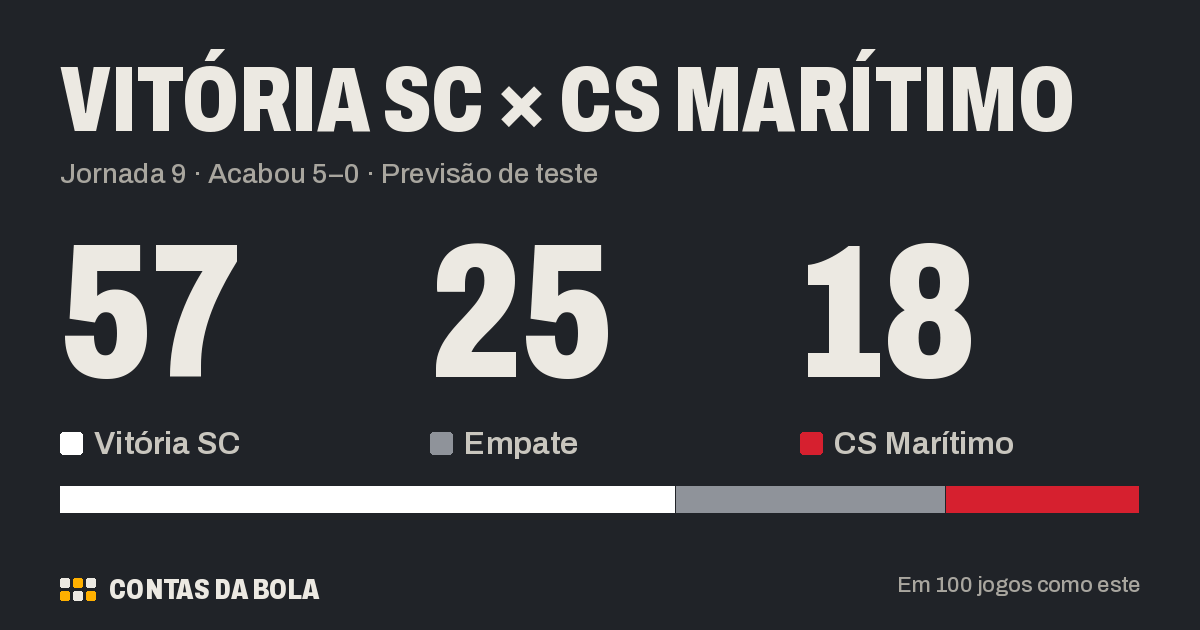 VITÓRIA SC × CS MARÍTIMO
Jornada 9 · Acabou 5–0 · Previsão de teste
57 25 18
Vitória SC Empate CS Marítimo
CONTAS DA BOLA
Em 100 jogos como este